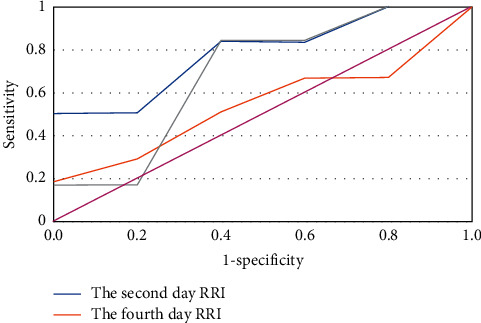 1
0.8
0.6
0.4
0.2
0
Sensitivity
0.0 0.2 0.4 0.6 0.8 1.0
1-specificity
The second day RRI
The fourth day RRI